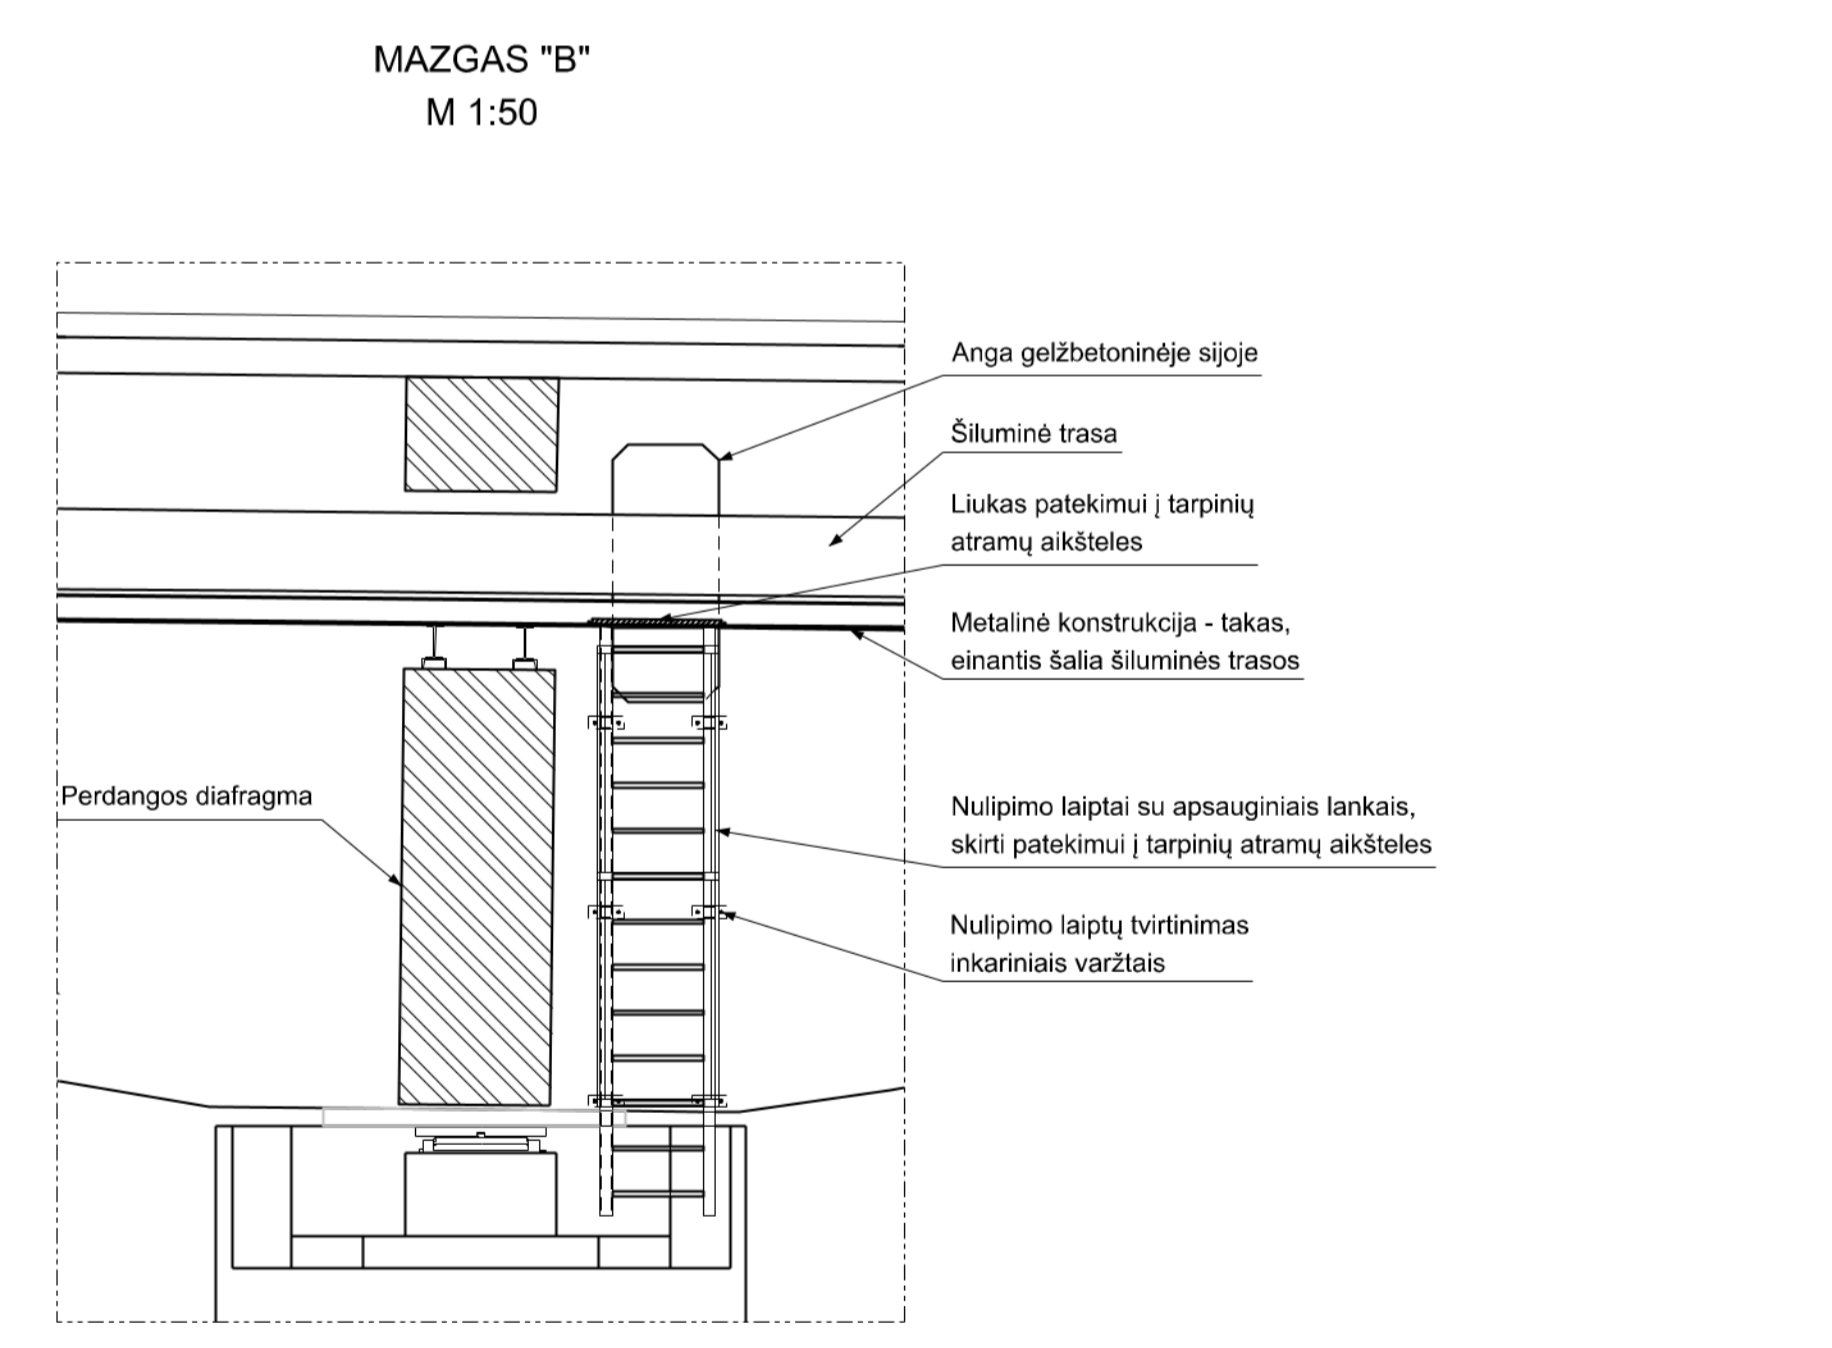 MAZGAS "B"
M 1:50
Anga gelžbetoninėje sijoje
Šiluminė trasa
Liukas patekimui į tarpinių
atramų aikšteles
Metalinė konstrukcija - takas,
einantis šalia šiluminės trasos
Perdangos diafragma
Nulipimo laiptai su apsauginiais lankais,
skirti patekimui į tarpinių atramų aikšteles
Nulipimo laiptų tvirtinimas
inkariniais varžtais